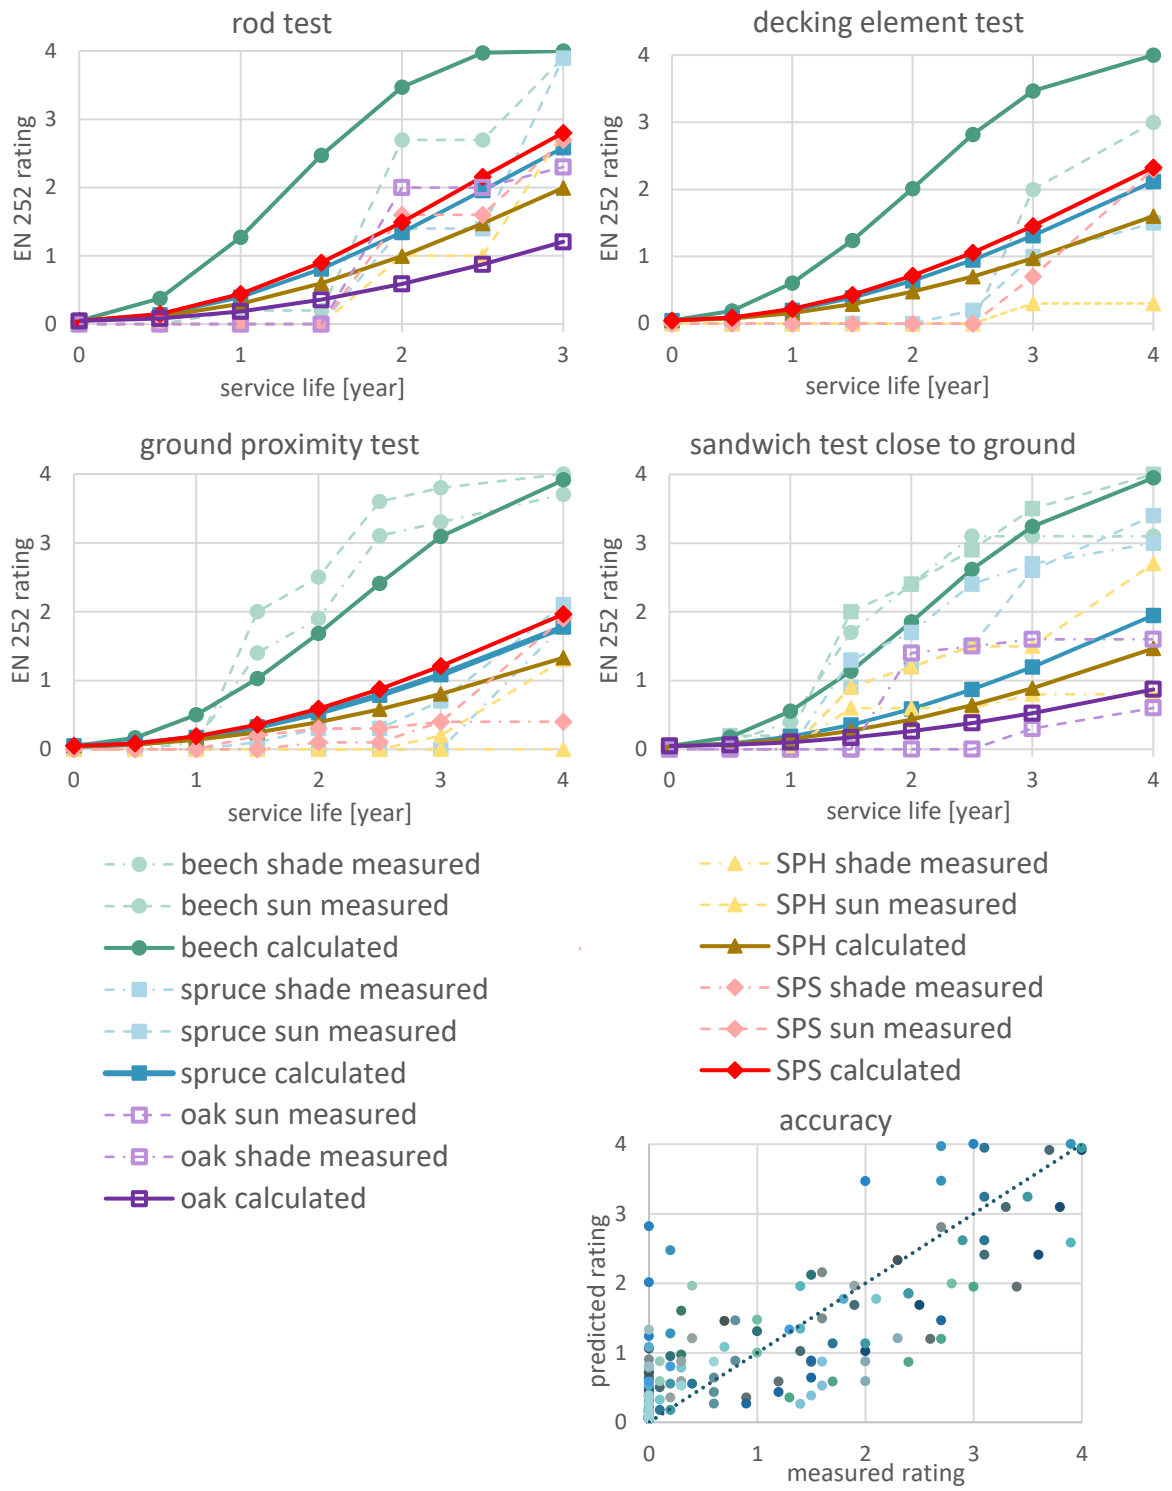 rod test
4
3
2
1
0
EN 252 rating
0 1 2 3
service life [year]
decking element test
4
3
2
1
0
EN 252 rating
0 1 2 3 4
service life [year]
ground proximity test
4
3
2
1
0
EN 252 rating
0 1 2 3 4
service life [year]
sandwich test close to ground
4
3
2
1
0
EN 252 rating
0 1 2 3 4
service life [year]
beech shade measured
beech sun measured
beech calculated
spruce shade measured
spruce sun measured
spruce calculated
oak sun measured
oak shade measured
oak calculated
SPH shade measured
SPH sun measured
SPH calculated
SPS shade measured
SPS sun measured
SPS calculated
accuracy
4
3
2
1
0
predicted rating
0 1 2 3 4
measured rating